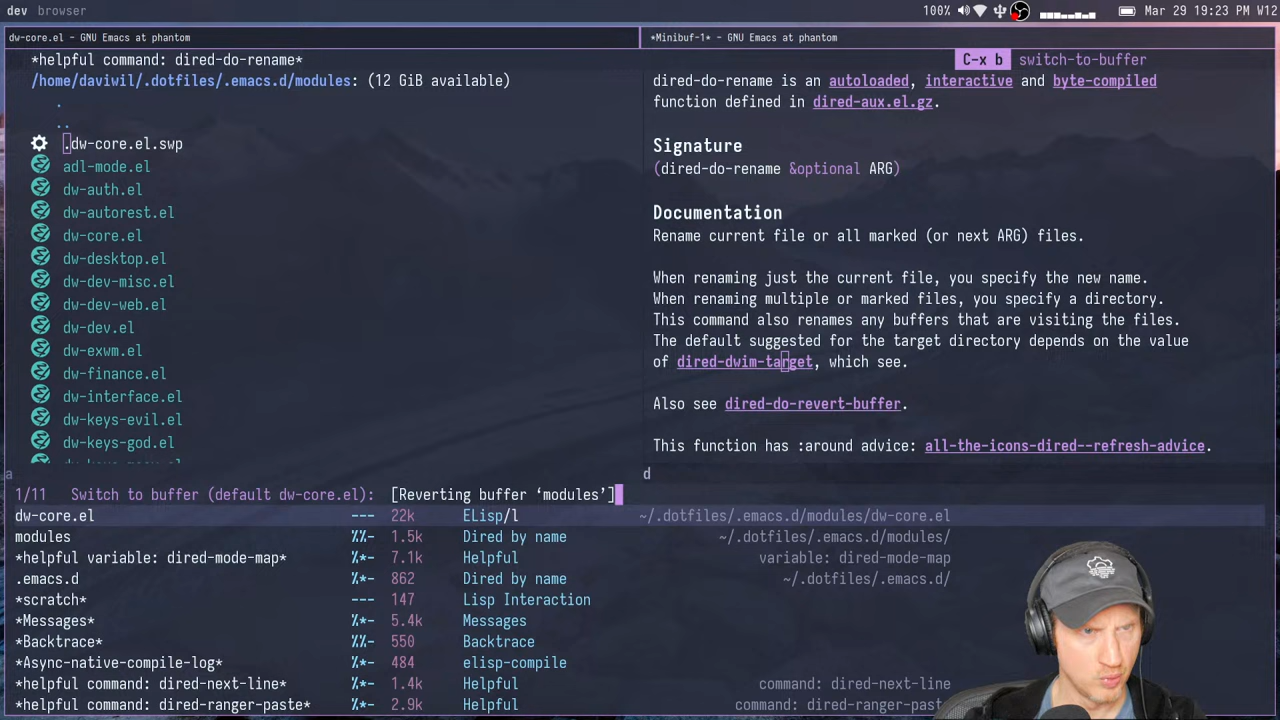 dev browser
100% Mar 29 19:23 PM W12
dw-core.el – GNU Emacs at phantom
*Minibuf-1* - GNU Emacs at phantom
*helpful command: dired-do-rename*
/home/daviwil/.dotfiles/.emacs.d/modules: (12 GiB available)
.
..
.dw-core.el.swp
adl-mode.el
dw-auth.el
dw-autorest.el
dw-core.el
dw-desktop.el
dw-dev-misc.el
dw-dev-web.el
dw-dev.el
dw-exwm.el
dw-finance.el
dw-interface.el
dw-keys-evil.el
dw-keys-god.el
a
C-x b switch-to-buffer
dired-do-rename is an autoloaded, interactive and byte-compiled
function defined in dired-aux.el.gz.
Signature
(dired-do-rename &optional ARG)
Documentation
Rename current file or all marked (or next ARG) files.
When renaming just the current file, you specify the new name.
When renaming multiple or marked files, you specify a directory.
This command also renames any buffers that are visiting the files.
The default suggested for the target directory depends on the value
of dired-dwim-target, which see.
Also see dired-do-revert-buffer.
This function has :around advice: all-the-icons-dired--refresh-advice.
d
1/11 Switch to buffer (default dw-core.el): [Reverting buffer ‘modules’]
dw-core.el --- 22k ELisp/l ~/.dotfiles/.emacs.d/modules/dw-core.el
modules %%- 1.5k Dired by name ~/.dotfiles/.emacs.d/modules/
*helpful variable: dired-mode-map* %*- 7.1k Helpful variable: dired-mode-map
.emacs.d %*- 862 Dired by name ~/.dotfiles/.emacs.d/
*scratch* --- 147 Lisp Interaction
*Messages* %*- 5.4k Messages
*Backtrace* %%- 550 Backtrace
*Async-native-compile-log* %*- 484 elisp-compile
*helpful command: dired-next-line* %*- 1.4k Helpful command: dired-next-line
*helpful command: dired-ranger-paste* %*- 2.9k Helpful command: dired-ranger-pas